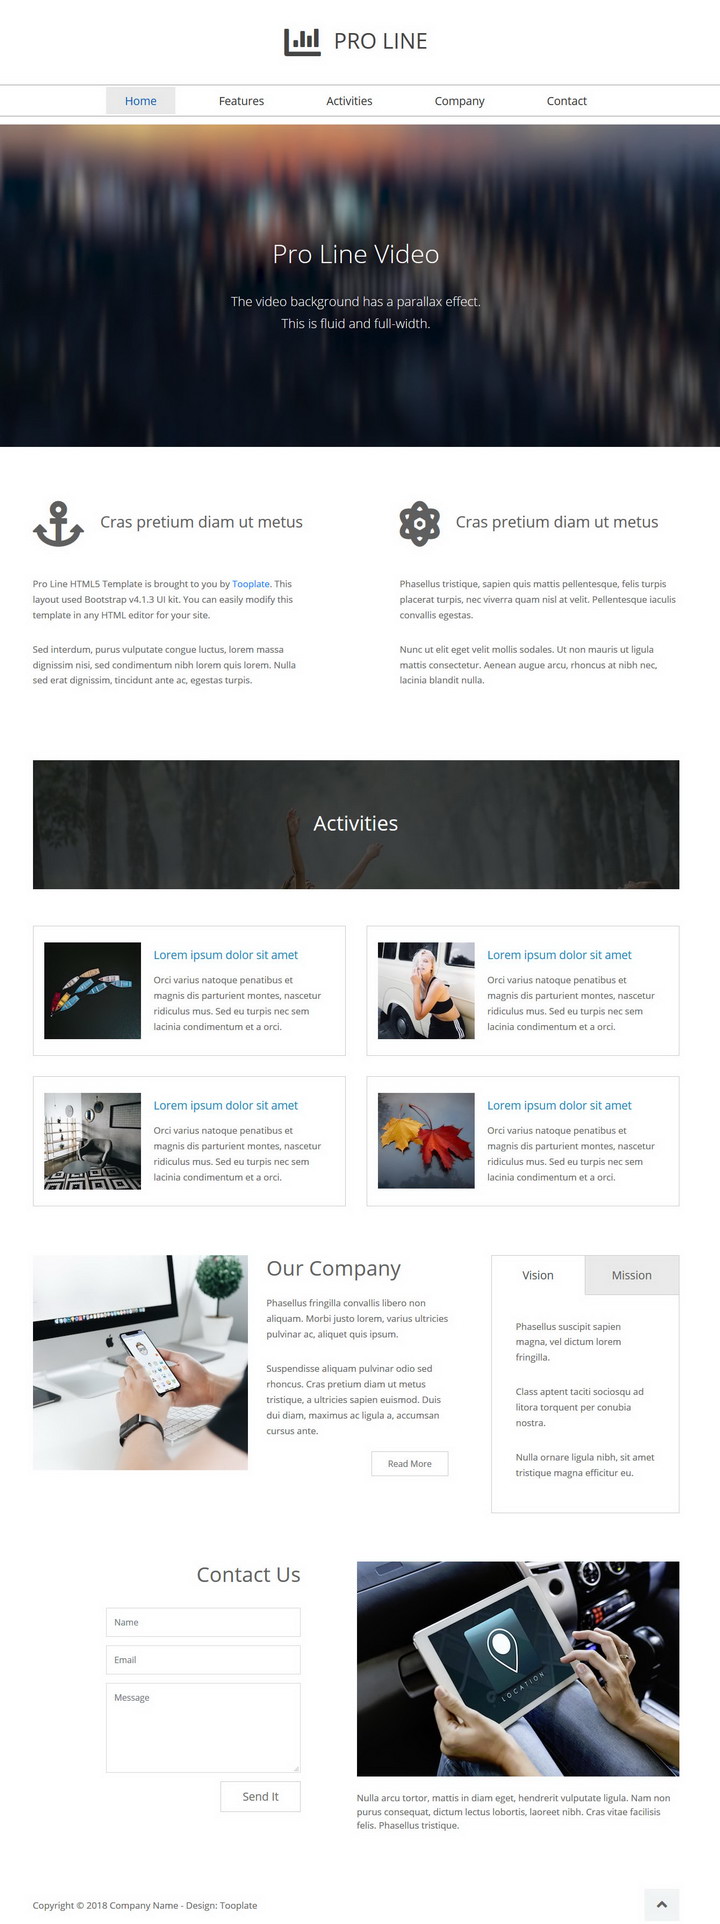 PRO LINE
Home Features Activities Company Contact
Pro Line Video
The video background has a parallax effect.
This is fluid and full-width.
Cras pretium diam ut metus
Pro Line HTML5 Template is brought to you by Tooplate. This
layout used Bootstrap v4.1.3 UI kit. You can easily modify this
template in any HTML editor for your site.
Sed interdum, purus vulputate congue luctus, lorem massa
dignissim nisi, sed condimentum nibh lorem quis lorem. Nulla
sed erat dignissim, tincidunt ante ac, egestas turpis.
Cras pretium diam ut metus
Phasellus tristique, sapien quis mattis pellentesque, felis turpis
placerat turpis, nec viverra quam nisl at velit. Pellentesque iaculis
convallis egestas.
Nunc ut elit eget velit mollis sodales. Ut non mauris ut ligula
mattis consectetur. Aenean augue arcu, rhoncus at nibh nec,
lacinia blandit nulla.
Activities
Lorem ipsum dolor sit amet
Orci varius natoque penatibus et
magnis dis parturient montes, nascetur
ridiculus mus. Sed eu turpis nec sem
lacinia condimentum et a orci.
Lorem ipsum dolor sit amet
Orci varius natoque penatibus et
magnis dis parturient montes, nascetur
ridiculus mus. Sed eu turpis nec sem
lacinia condimentum et a orci.
Lorem ipsum dolor sit amet
Orci varius natoque penatibus et
magnis dis parturient montes, nascetur
ridiculus mus. Sed eu turpis nec sem
lacinia condimentum et a orci.
Lorem ipsum dolor sit amet
Orci varius natoque penatibus et
magnis dis parturient montes, nascetur
ridiculus mus. Sed eu turpis nec sem
lacinia condimentum et a orci.
Our Company
Phasellus fringilla convallis libero non
aliquam. Morbi justo lorem, varius ultricies
pulvinar ac, aliquet quis ipsum.
Suspendisse aliquam pulvinar odio sed
rhoncus. Cras pretium diam ut metus
tristique, a ultricies sapien euismod. Duis
dui diam, maximus ac ligula a, accumsan
cursus ante.
Read More
Vision Mission
Phasellus suscipit sapien
magna, vel dictum lorem
fringilla.
Class aptent taciti sociosqu ad
litora torquent per conubia
nostra.
Nulla ornare ligula nibh, sit amet
tristique magna efficitur eu.
Contact Us
Name
Email
Message
Send It
LOCATION
Nulla arcu tortor, mattis in diam eget, hendrerit vulputate ligula. Nam non
purus consequat, dictum lectus lobortis, laoreet nibh. Cras vitae facilisis
felis. Phasellus tristique.
Copyright © 2018 Company Name - Design: Tooplate